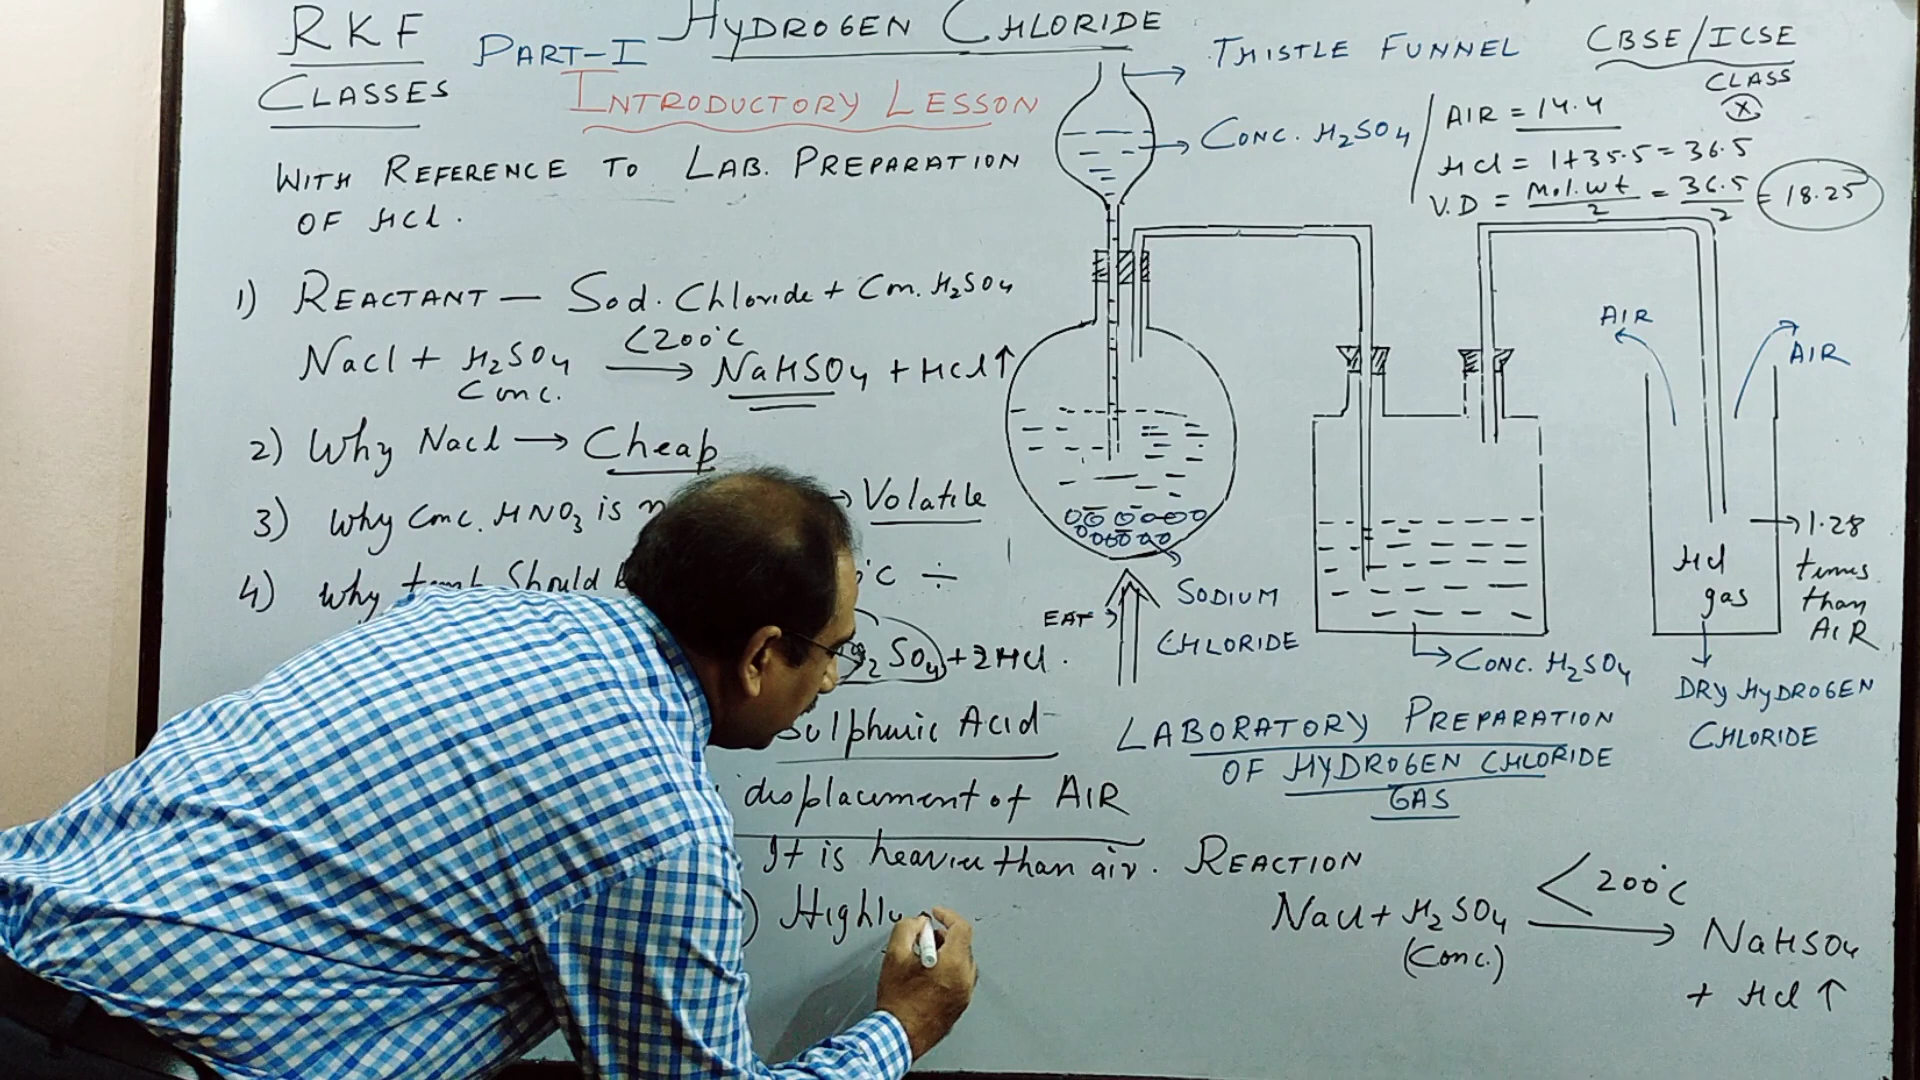 RKF
CLASSES
PART-I
HYDROGEN CHLORIDE
INTRODUCTORY LESSON
CBSE/ICSE
CLASS
X
WITH REFERENCE TO LAB. PREPARATION
OF HCl.
1) REACTANT — Sod. Chloride + Con. H2SO4
NaCl + H2SO4 <200°C → NaHSO4 + HCl ↑
Conc.
2) Why NaCl → Cheap
3) Why Conc. HNO3 is → Volatile
4) Why Should °C ÷
2SO4 + 2HCl.
Sulphuric Acid
displacement of AIR
It is heavier than air.
) Highly
THISTLE FUNNEL
CONC. H2SO4
AIR = 14.4
HCl = 1+35.5 = 36.5
V.D = Mol.wt/2 = 36.5/2 = 18.25
AIR
AIR
HCl
gas
1.28
times
than
AIR
EAT
SODIUM
CHLORIDE
CONC. H2SO4
DRY HYDROGEN
CHLORIDE
LABORATORY PREPARATION
OF HYDROGEN CHLORIDE
GAS
REACTION
NaCl + H2SO4 <200°C → NaHSO4
(Conc.)
+ HCl ↑